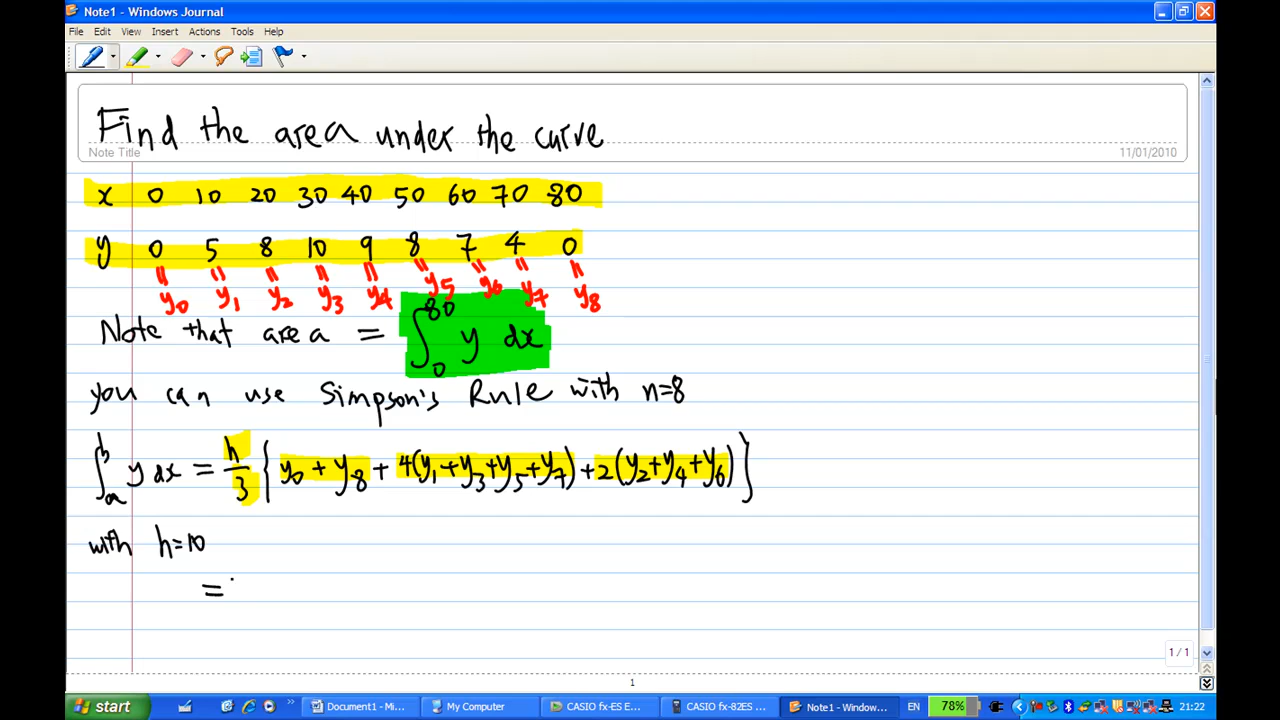 Note1 - Windows Journal
File Edit View Insert Actions Tools Help
Find the area under the curve
Note Title 11/01/2010
x 0 10 20 30 40 50 60 70 80
y 0 5 8 10 9 8 7 4 0
" " " " " " " " "
y0 y1 y2 y3 y4 y5 y6 y7 y8
Note that area = ∫₀⁸⁰ y dx
you can use Simpson's Rule with n=8
∫ₐᵇ y dx = h/3 { y0 + y8 + 4(y1+y3+y5+y7) + 2(y2+y4+y6) }
with h=10
=
1 / 1
1
start Document1 - Mi... My Computer CASIO fx-ES E... CASIO fx-82ES ... Note1 - Window... EN 78% 21:22